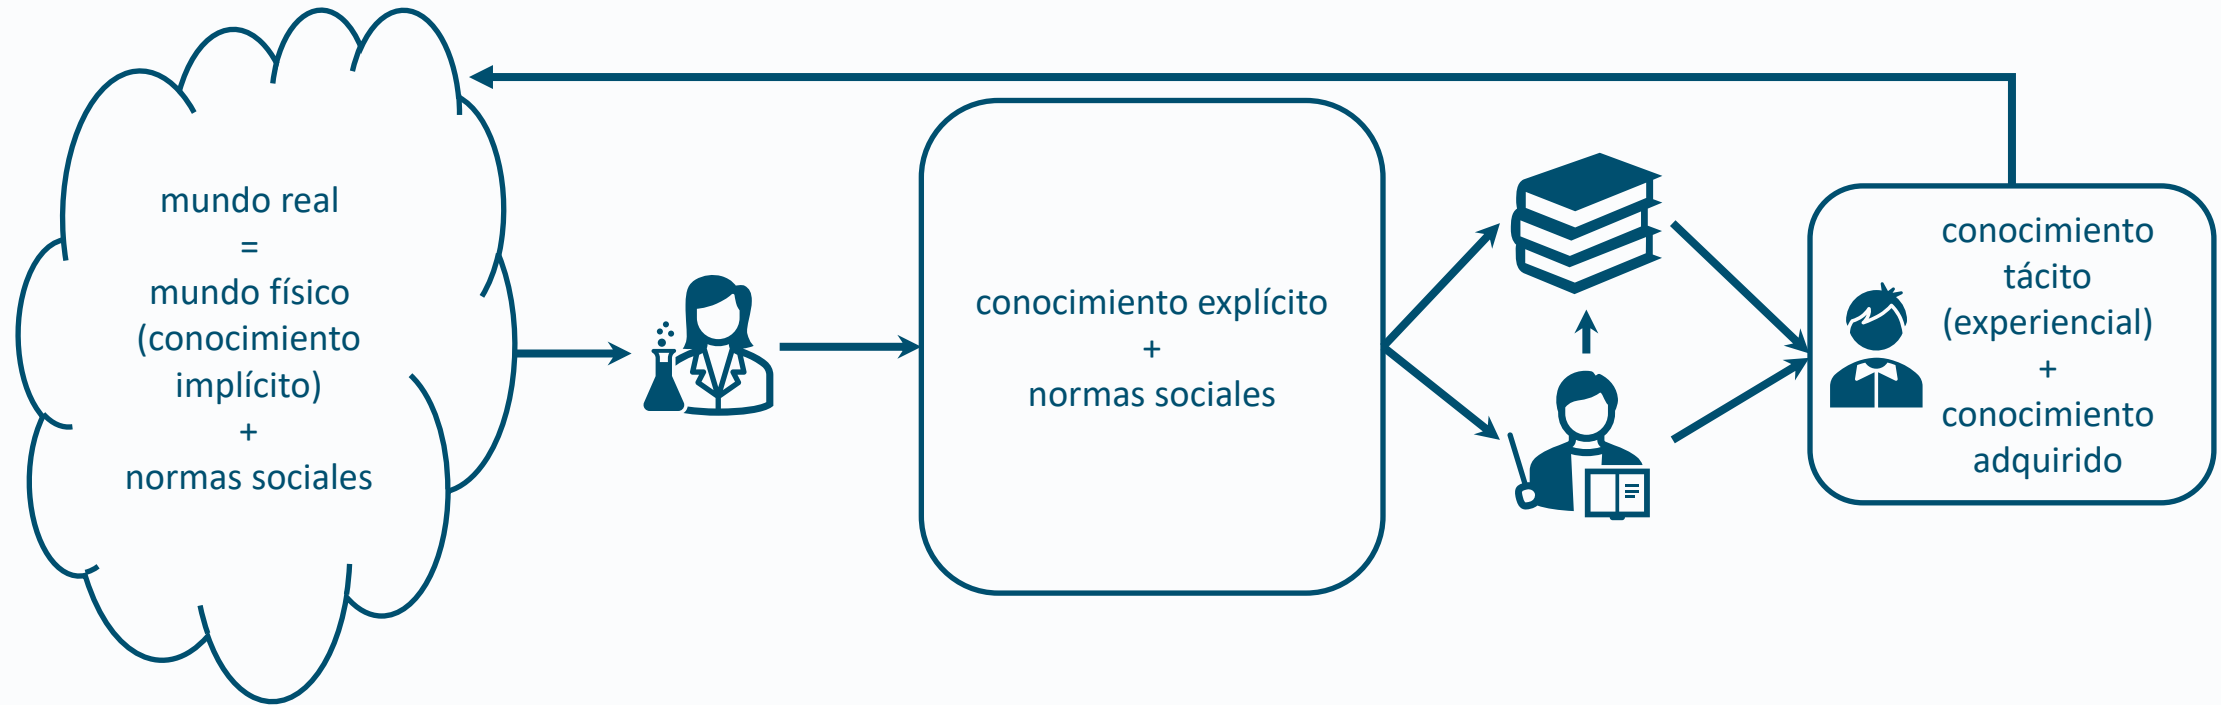 mundo real
=
mundo físico
(conocimiento
implícito)
+
normas sociales
conocimiento explícito
+
normas sociales
conocimiento
tácito
(experiencial)
+
conocimiento
adquirido